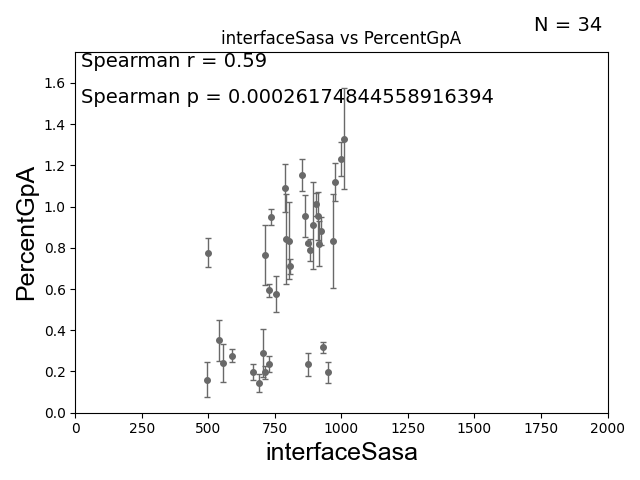 N = 34
interfaceSasa vs PercentGpA
Spearman r = 0.59
Spearman p = 0.00026174844558916394
PercentGpA
1.6
1.4
1.2
1.0
0.8
0.6
0.4
0.2
0.0
0 250 500 750 1000 1250 1500 1750 2000
interfaceSasa